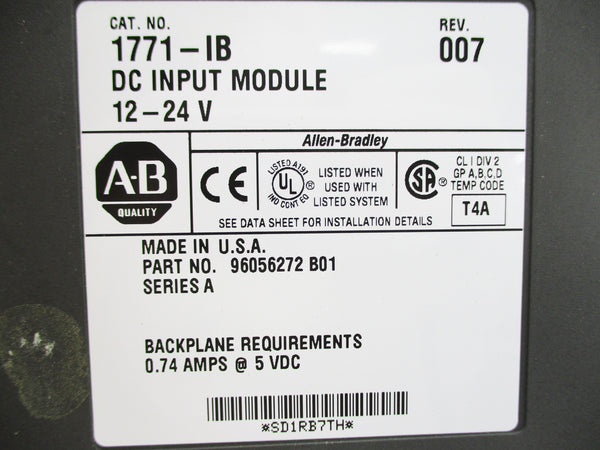 CAT. NO.
REV.
1771-IB
007
DC INPUT MODULE
12-24 V
Allen-Bradley
A-B
QUALITY
CE
LISTED A191
UL
®
IND CONT EQ
LISTED WHEN
USED WITH
LISTED SYSTEM
SA
®
CL I DIV 2
GP A,B,C,D
TEMP CODE
T4A
SEE DATA SHEET FOR INSTALLATION DETAILS
MADE IN U.S.A.
PART NO. 96056272 B01
SERIES A
BACKPLANE REQUIREMENTS
0.74 AMPS @ 5 VDC
*SD1RB7TH*